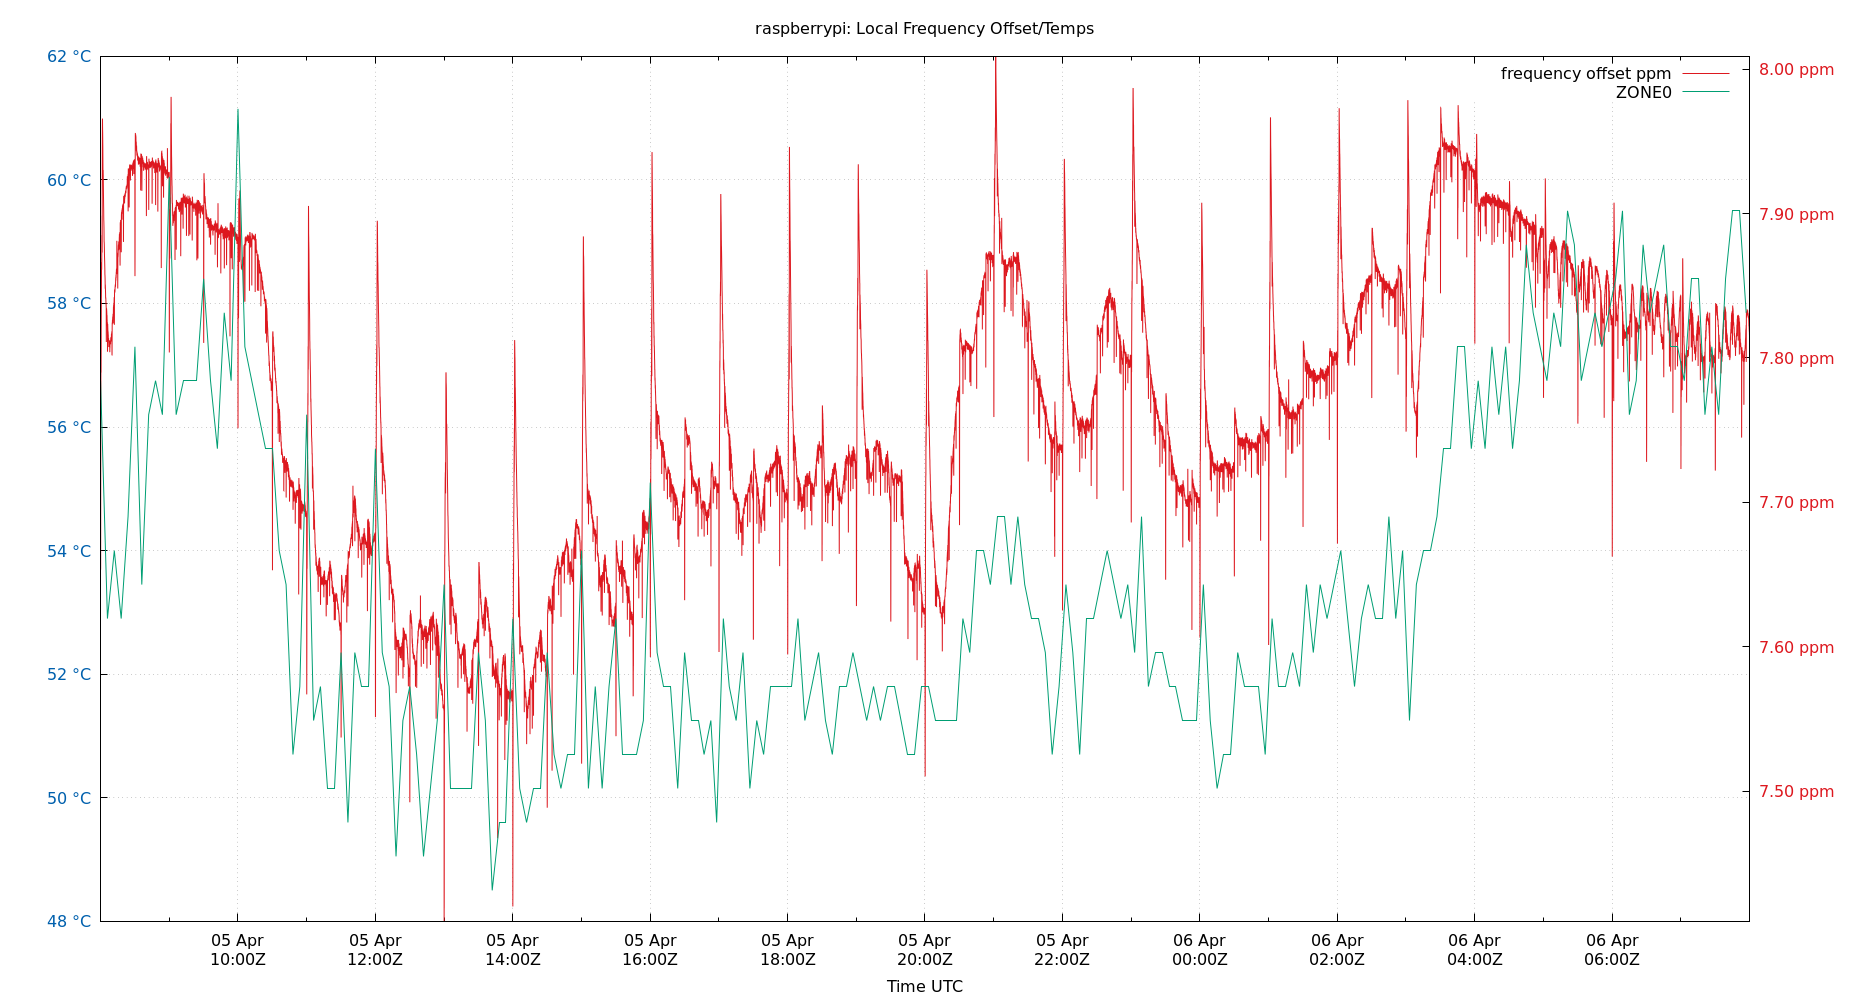 raspberrypi: Local Frequency Offset/Temps
62 °C
60 °C
58 °C
56 °C
54 °C
52 °C
50 °C
48 °C
frequency offset ppm
ZONE0
8.00 ppm
7.90 ppm
7.80 ppm
7.70 ppm
7.60 ppm
7.50 ppm
05 Apr
10:00Z
05 Apr
12:00Z
05 Apr
14:00Z
05 Apr
16:00Z
05 Apr
18:00Z
05 Apr
20:00Z
05 Apr
22:00Z
06 Apr
00:00Z
06 Apr
02:00Z
06 Apr
04:00Z
06 Apr
06:00Z
Time UTC